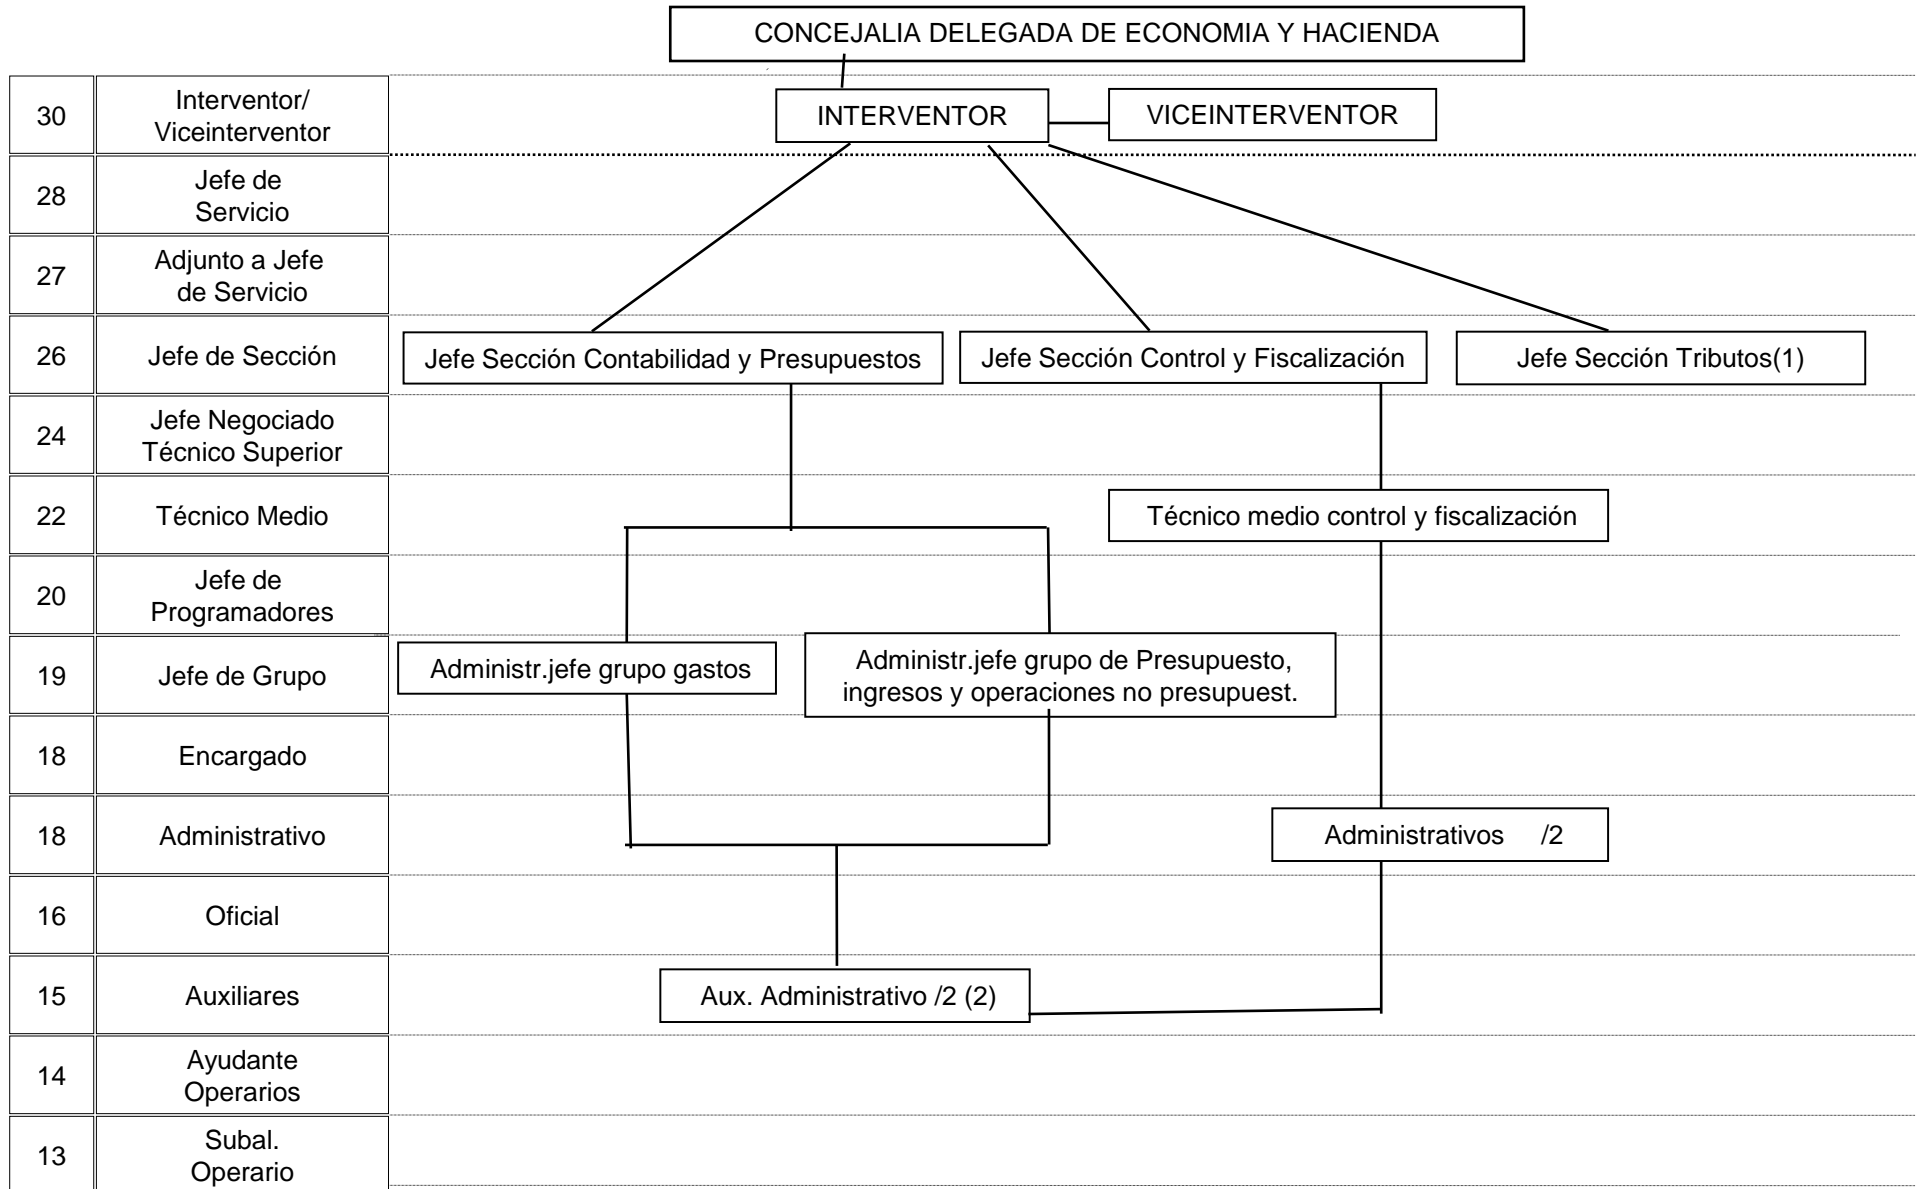 CONCEJALIA DELEGADA DE ECONOMIA Y HACIENDA
30
Interventor/
Viceinterventor
INTERVENTOR
VICEINTERVENTOR
28
Jefe de
Servicio
27
Adjunto a Jefe
de Servicio
26
Jefe de Sección
Jefe Sección Contabilidad y Presupuestos
Jefe Sección Control y Fiscalización
Jefe Sección Tributos(1)
24
Jefe Negociado
Técnico Superior
22
Técnico Medio
Técnico medio control y fiscalización
20
Jefe de
Programadores
19
Jefe de Grupo
Administr.jefe grupo gastos
Administr.jefe grupo de Presupuesto,
ingresos y operaciones no presupuest.
18
Encargado
18
Administrativo
Administrativos /2
16
Oficial
15
Auxiliares
Aux. Administrativo /2 (2)
14
Ayudante
Operarios
13
Subal.
Operario